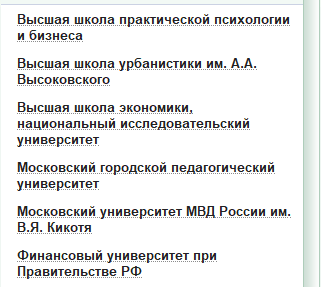 Высшая школа практической психологии
и бизнеса
Высшая школа урбанистики им. А.А.
Высоковского
Высшая школа экономики,
национальный исследовательский
университет
Московский городской педагогический
университет
Московский университет МВД России им.
В.Я. Кикотя
Финансовый университет при
Правительстве РФ